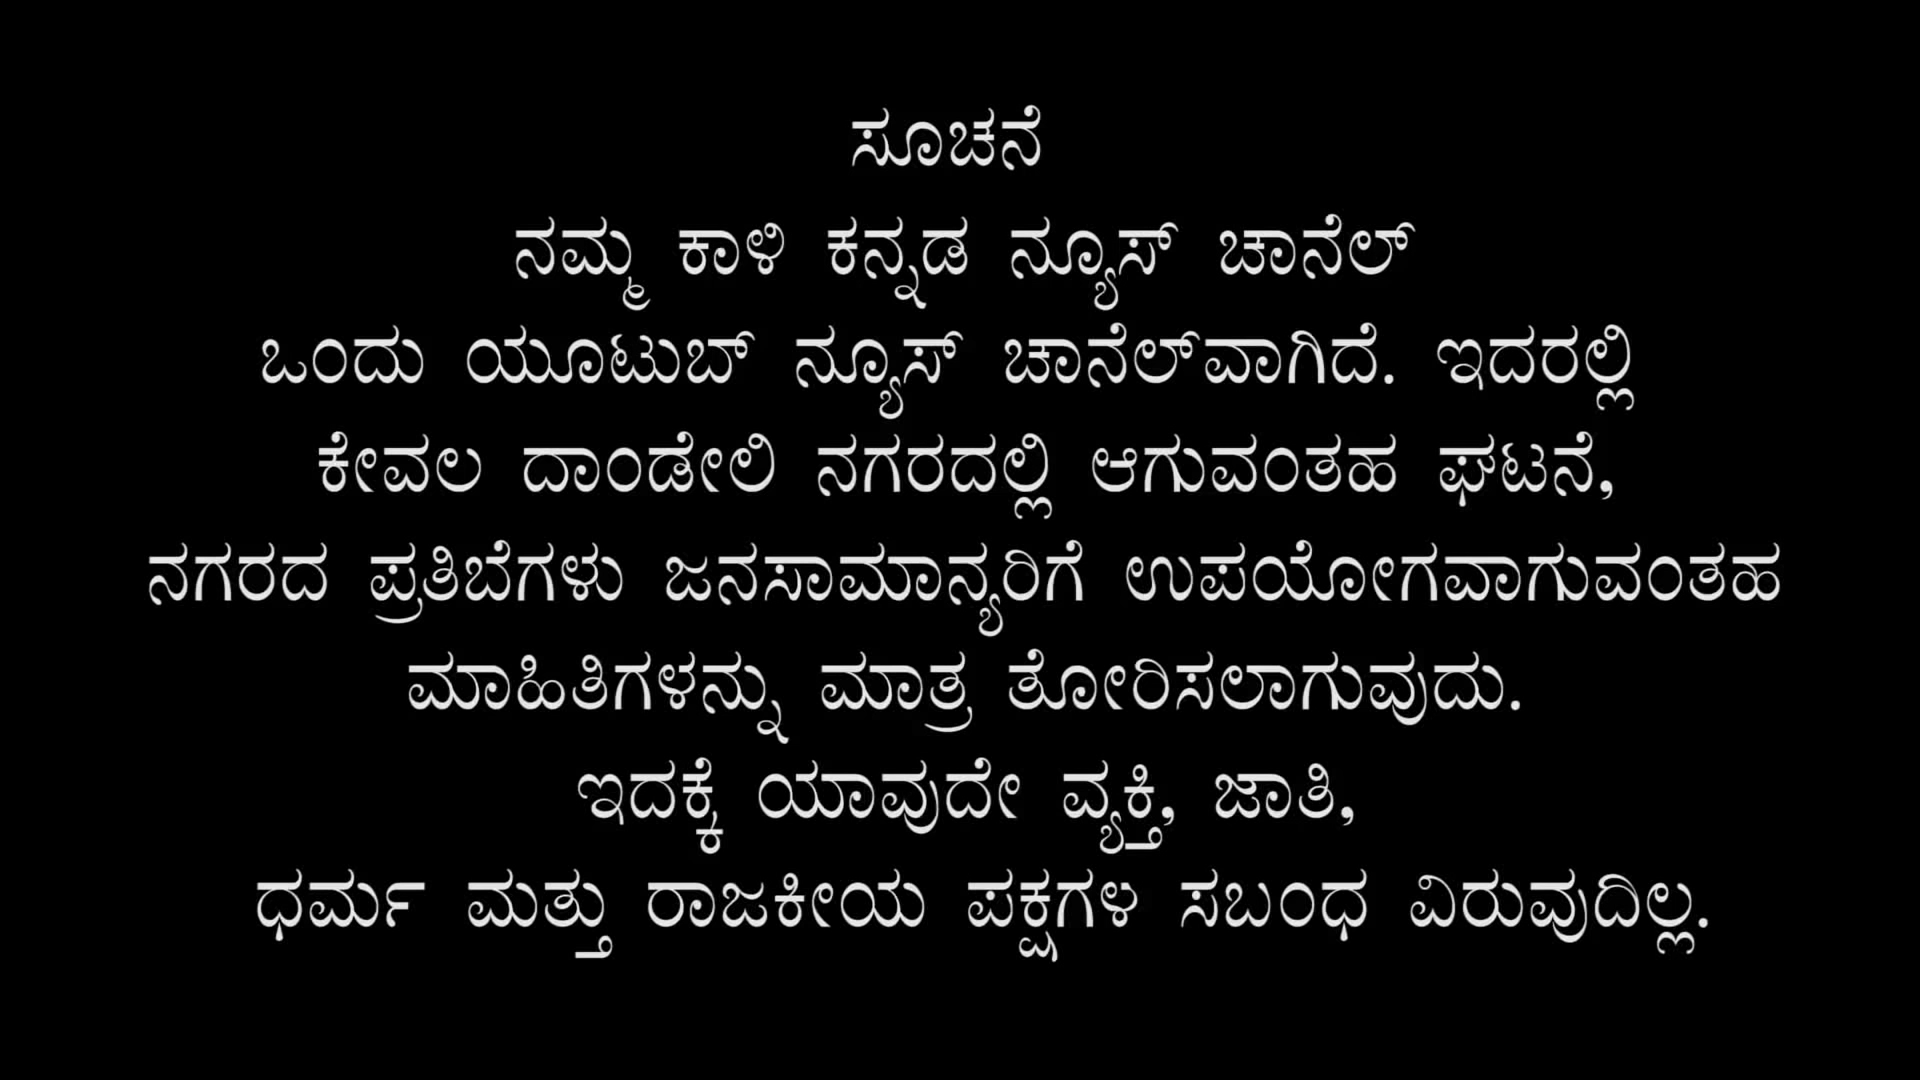 ಸೂಚನೆ
ನಮ್ಮ ಕಾಳಿ ಕನ್ನಡ ನ್ಯೂಸ್ ಚಾನೆಲ್
ಒಂದು ಯೂಟುಬ್ ನ್ಯೂಸ್ ಚಾನೆಲ್‌ವಾಗಿದೆ. ಇದರಲ್ಲಿ
ಕೇವಲ ದಾಂಡೇಲಿ ನಗರದಲ್ಲಿ ಆಗುವಂತಹ ಘಟನೆ,
ನಗರದ ಪ್ರತಿಬೆಗಳು ಜನಸಾಮಾನ್ಯರಿಗೆ ಉಪಯೋಗವಾಗುವಂತಹ
ಮಾಹಿತಿಗಳನ್ನು ಮಾತ್ರ ತೋರಿಸಲಾಗುವುದು.
ಇದಕ್ಕೆ ಯಾವುದೇ ವ್ಯಕ್ತಿ, ಜಾತಿ,
ಧರ್ಮ ಮತ್ತು ರಾಜಕೀಯ ಪಕ್ಷಗಳ ಸಬಂಧ ವಿರುವುದಿಲ್ಲ.